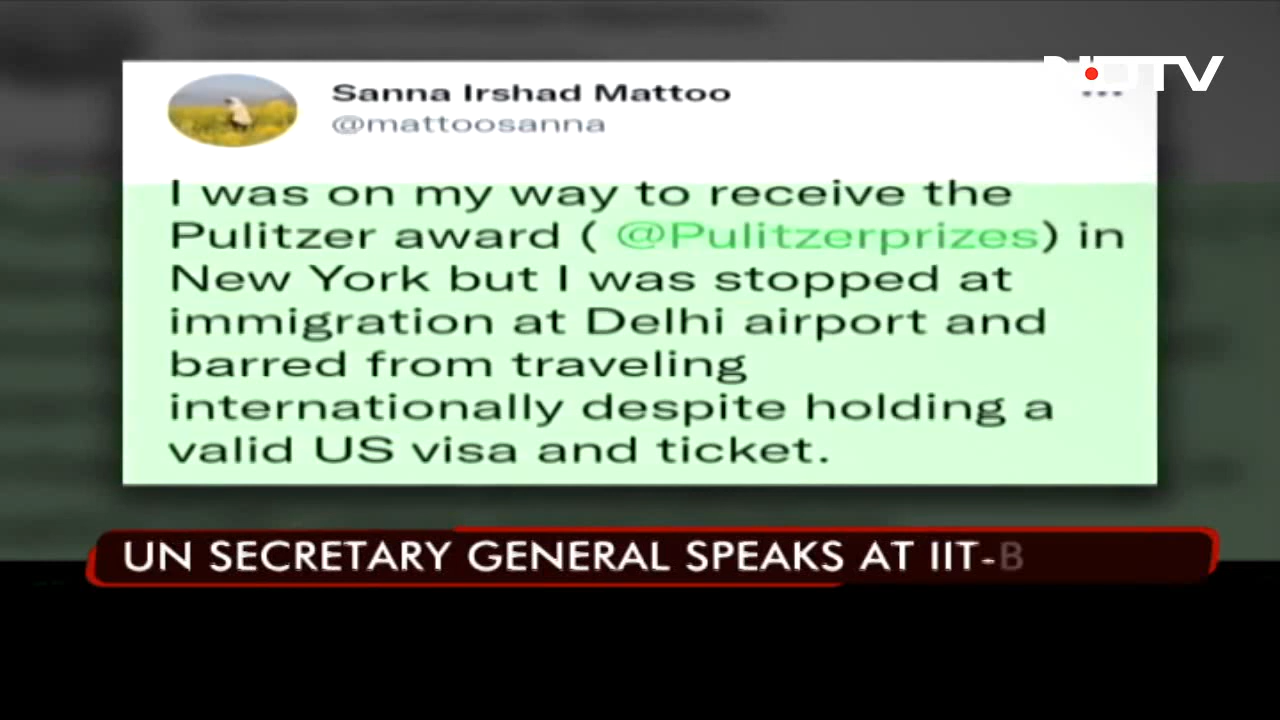 NDTV
Sanna Irshad Mattoo
@mattoosanna
I was on my way to receive the
Pulitzer award ( @Pulitzerprizes) in
New York but I was stopped at
immigration at Delhi airport and
barred from traveling
internationally despite holding a
valid US visa and ticket.
UN SECRETARY GENERAL SPEAKS AT IIT-B